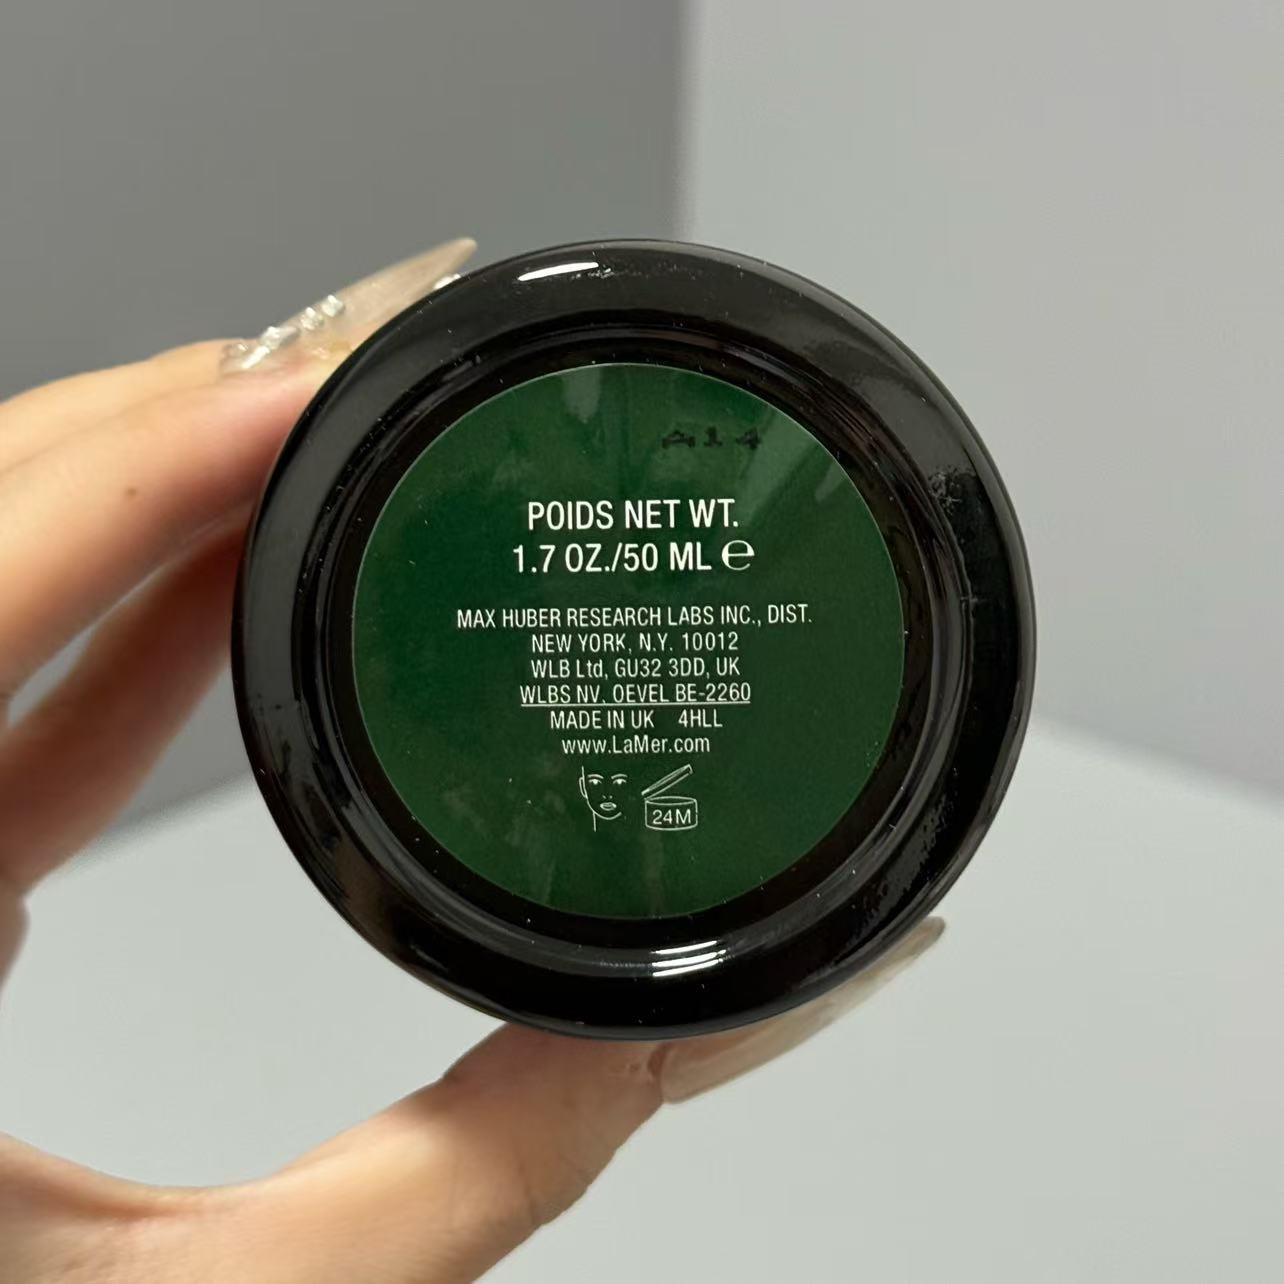 A14
POIDS NET WT.
1.7 OZ./50 ML ℮
MAX HUBER RESEARCH LABS INC., DIST.
NEW YORK, N.Y. 10012
WLB Ltd, GU32 3DD, UK
WLBS NV, OEVEL BE-2260
MADE IN UK 4HLL
www.LaMer.com
24M